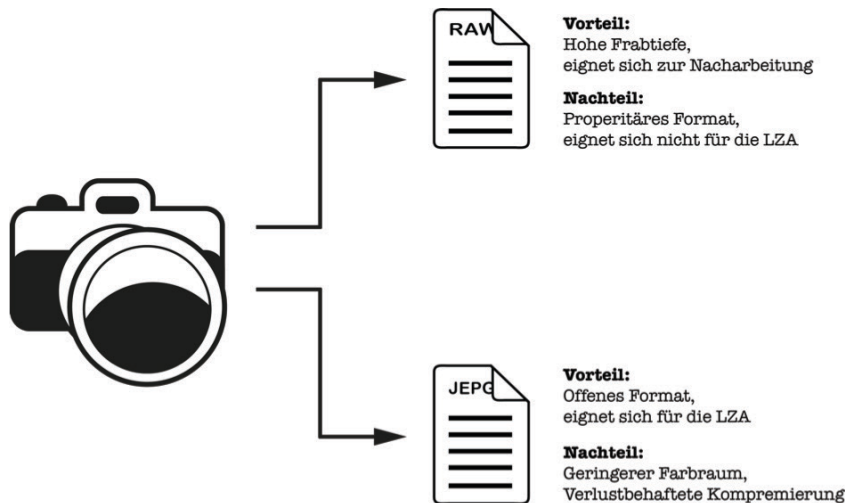 RAW
Vorteil:
Hohe Frabtiefe,
eignet sich zur Nacharbeitung
Nachteil:
Properitäres Format,
eignet sich nicht für die LZA
JEPG
Vorteil:
Offenes Format,
eignet sich für die LZA
Nachteil:
Geringerer Farbraum,
Verlustbehaftete Kompremierung